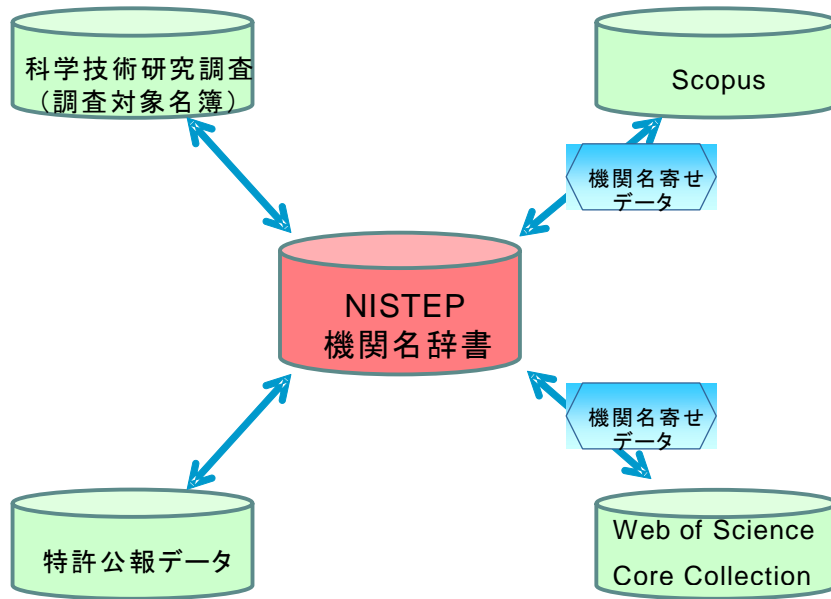 科学技術研究調査
(調査対象名簿)
Scopus
機関名寄せ
データ
NISTEP
機関名辞書
機関名寄せ
データ
特許公報データ
Web of Science
Core Collection